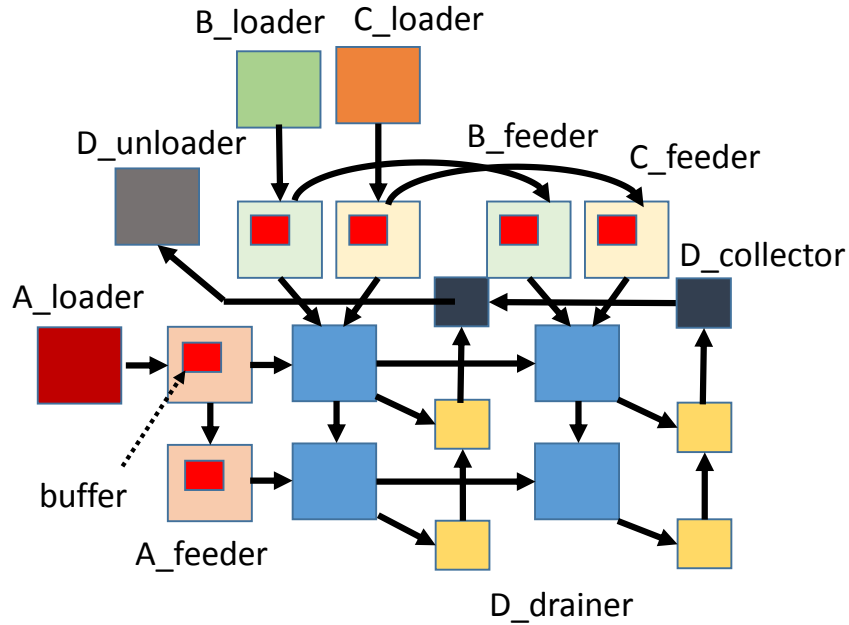 B_loader
C_loader
D_unloader
B_feeder
C_feeder
D_collector
A_loader
buffer
A_feeder
D_drainer